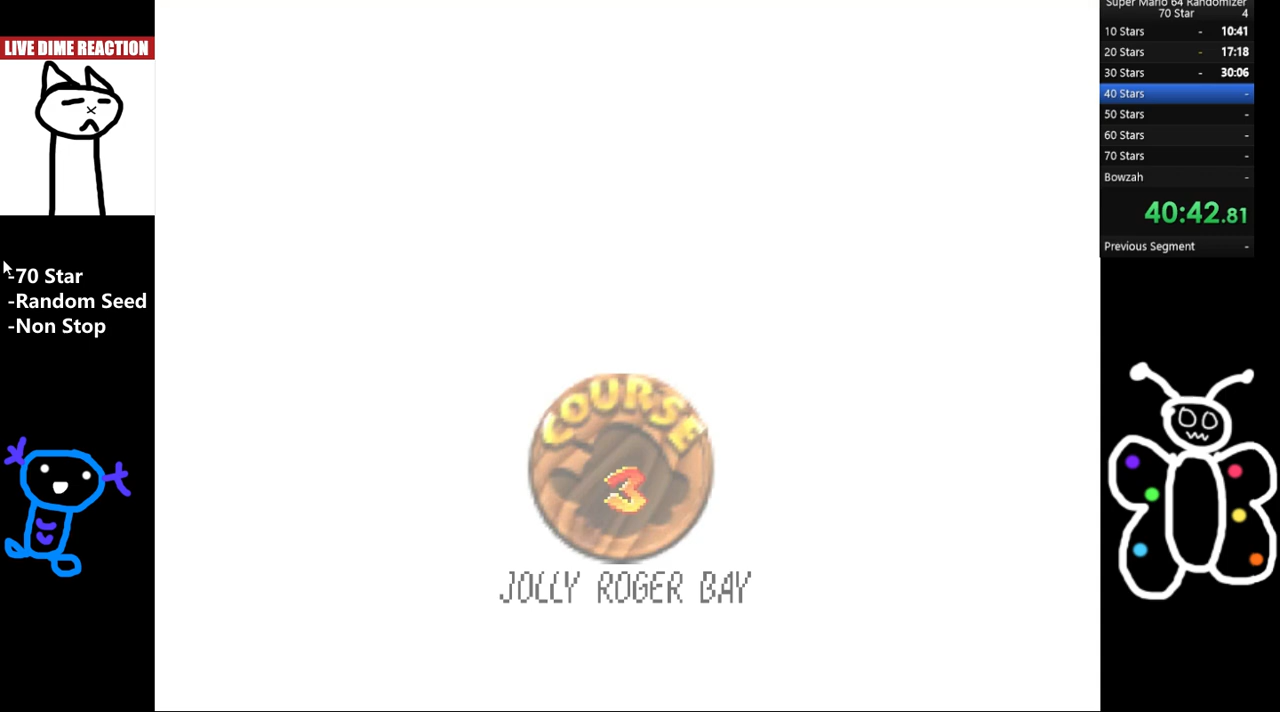 LIVE DIME REACTION
-70 Star
-Random Seed
-Non Stop
COURSE
3
JOLLY ROGER BAY
Super Mario 64 Randomizer
70 Star 4
10 Stars - 10:41
20 Stars - 17:18
30 Stars - 30:06
40 Stars -
50 Stars -
60 Stars -
70 Stars -
Bowzah -
40:42.81
Previous Segment -